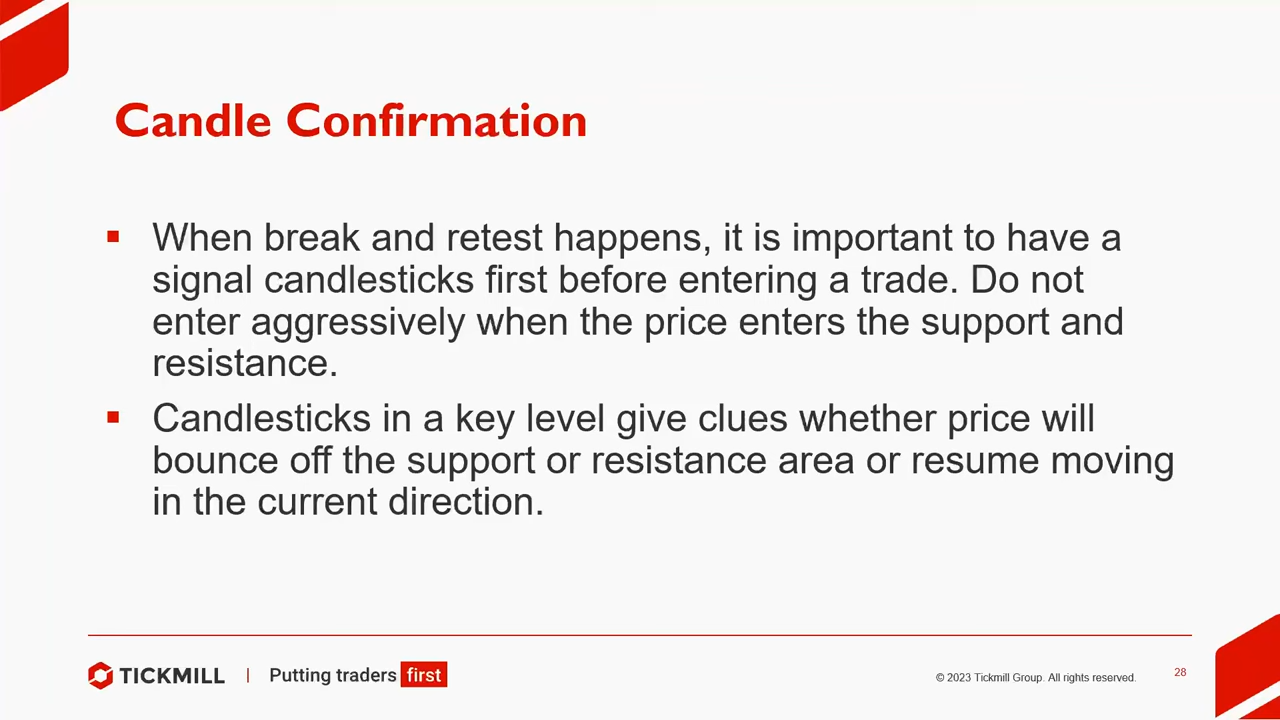 Candle Confirmation
When break and retest happens, it is important to have a
signal candlesticks first before entering a trade. Do not
enter aggressively when the price enters the support and
resistance.
Candlesticks in a key level give clues whether price will
bounce off the support or resistance area or resume moving
in the current direction.
TICKMILL | Putting traders first
© 2023 Tickmill Group. All rights reserved.
28